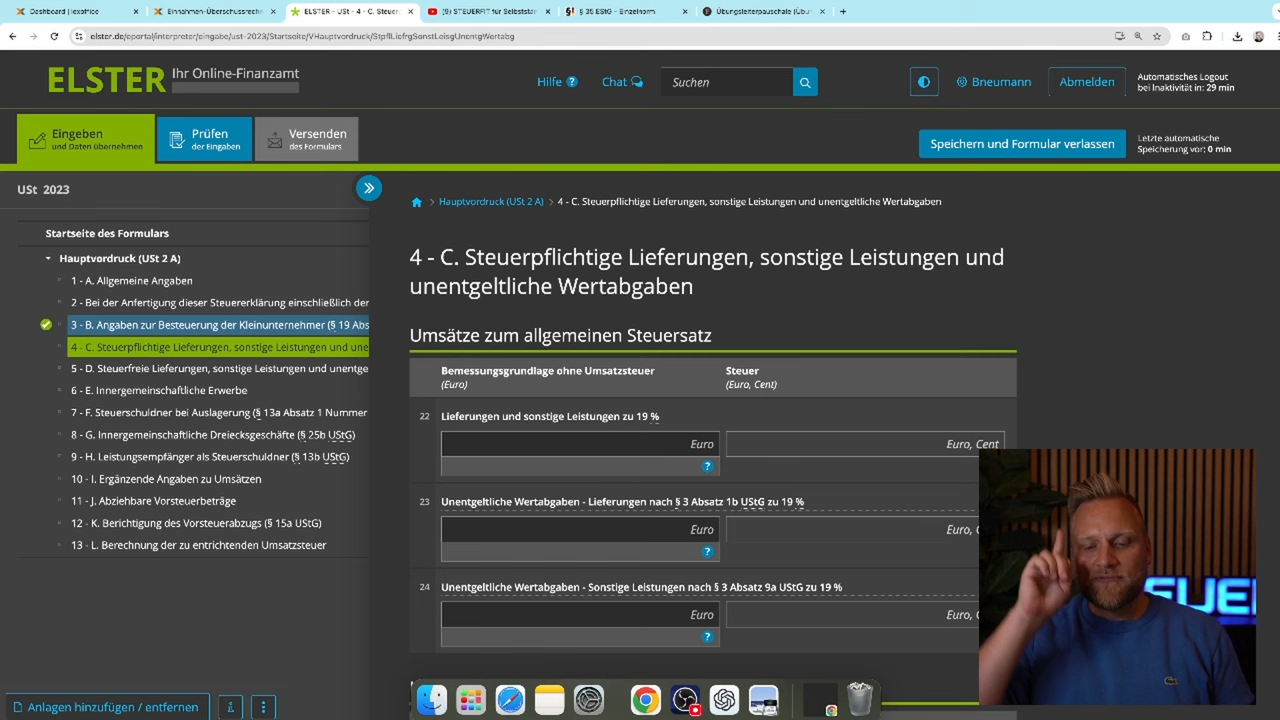 Dashboard | lexoffice
Einnahmen-Überschussrechn
ELSTER - USt - 4 - C. Steuer
(9) STEUERFIT für Selbststän
§ 35 EStG - Einzelnorm
Übungsleiterpauschale (Übu
elster.de/eportal/interpreter/eingabe/ust-2023/Startseite/VHauptvordruck/StpflLiefrgSonstLeisgUnentgWertabg
ELSTER Ihr Online-Finanzamt
Hilfe ?
Chat
Suchen
Bneumann
Abmelden
Automatisches Logout
bei Inaktivität in: 29 min
Eingeben
und Daten übernehmen
Prüfen
der Eingaben
Versenden
des Formulars
Speichern und Formular verlassen
Letzte automatische
Speicherung vor: 0 min
USt 2023
Startseite des Formulars
Hauptvordruck (USt 2 A)
1 - A. Allgemeine Angaben
2 - Bei der Anfertigung dieser Steuererklärung einschließlich der
3 - B. Angaben zur Besteuerung der Kleinunternehmer (§ 19 Abs
4 - C. Steuerpflichtige Lieferungen, sonstige Leistungen und une
5 - D. Steuerfreie Lieferungen, sonstige Leistungen und unentge
6 - E. Innergemeinschaftliche Erwerbe
7 - F. Steuerschuldner bei Auslagerung (§ 13a Absatz 1 Nummer
8 - G. Innergemeinschaftliche Dreiecksgeschäfte (§ 25b UStG)
9 - H. Leistungsempfänger als Steuerschuldner (§ 13b UStG)
10 - I. Ergänzende Angaben zu Umsätzen
11 - J. Abziehbare Vorsteuerbeträge
12 - K. Berichtigung des Vorsteuerabzugs (§ 15a UStG)
13 - L. Berechnung der zu entrichtenden Umsatzsteuer
Anlagen hinzufügen / entfernen
Hauptvordruck (USt 2 A) > 4 - C. Steuerpflichtige Lieferungen, sonstige Leistungen und unentgeltliche Wertabgaben
4 - C. Steuerpflichtige Lieferungen, sonstige Leistungen und
unentgeltliche Wertabgaben
Umsätze zum allgemeinen Steuersatz
Bemessungsgrundlage ohne Umsatzsteuer
(Euro)
Steuer
(Euro, Cent)
22 Lieferungen und sonstige Leistungen zu 19 %
Euro
Euro, Cent
?
23 Unentgeltliche Wertabgaben - Lieferungen nach § 3 Absatz 1b UStG zu 19 %
Euro
Euro, C
?
24 Unentgeltliche Wertabgaben - Sonstige Leistungen nach § 3 Absatz 9a UStG zu 19 %
Euro
Euro, C
?